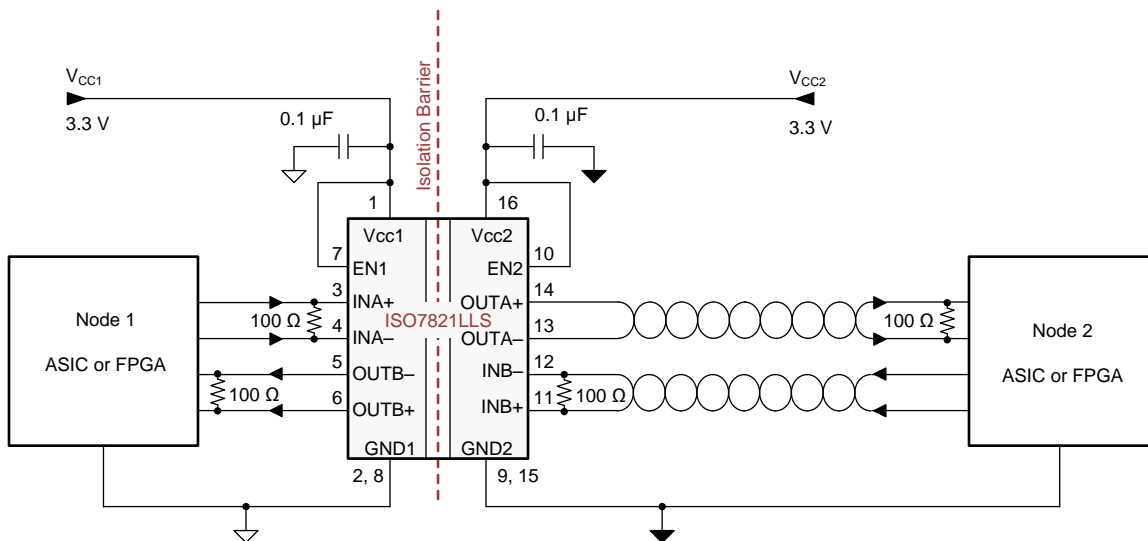 VCC1
3.3 V
0.1 µF
Isolation Barrier
0.1 µF
VCC2
3.3 V
1
16
Vcc1
Vcc2
7
EN1
10
EN2
3
INA+
14
OUTA+
100 Ω
ISO7821LLS
100 Ω
4
INA–
13
OUTA–
5
OUTB–
12
INB–
100 Ω
100 Ω
6
OUTB+
11
INB+
GND1
GND2
2, 8
9, 15
Node 1
ASIC or FPGA
Node 2
ASIC or FPGA